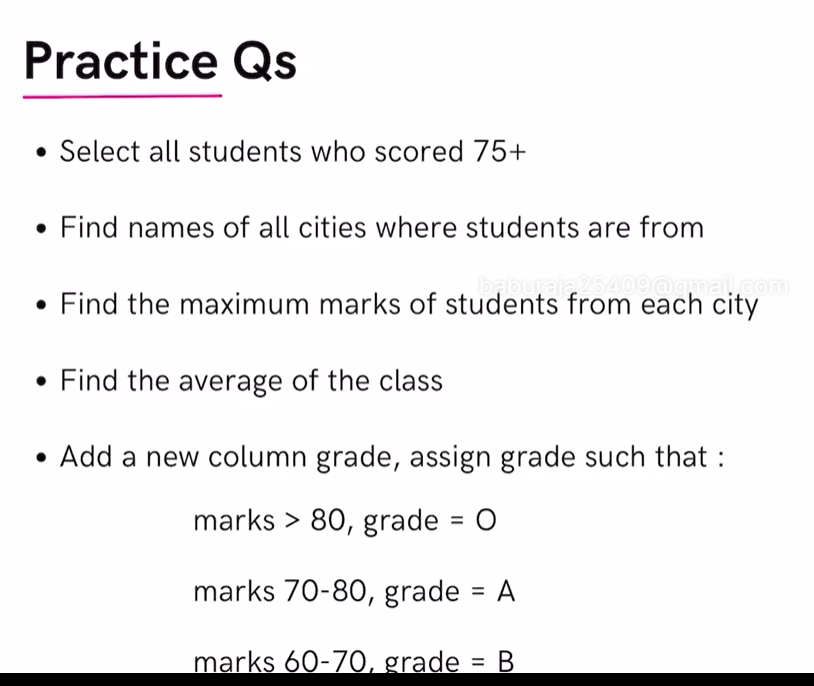 Practice Qs
• Select all students who scored 75+
• Find names of all cities where students are from
baburaja25409@gmail.com
• Find the maximum marks of students from each city
• Find the average of the class
• Add a new column grade, assign grade such that :
marks > 80, grade = O
marks 70-80, grade = A
marks 60-70, grade = B